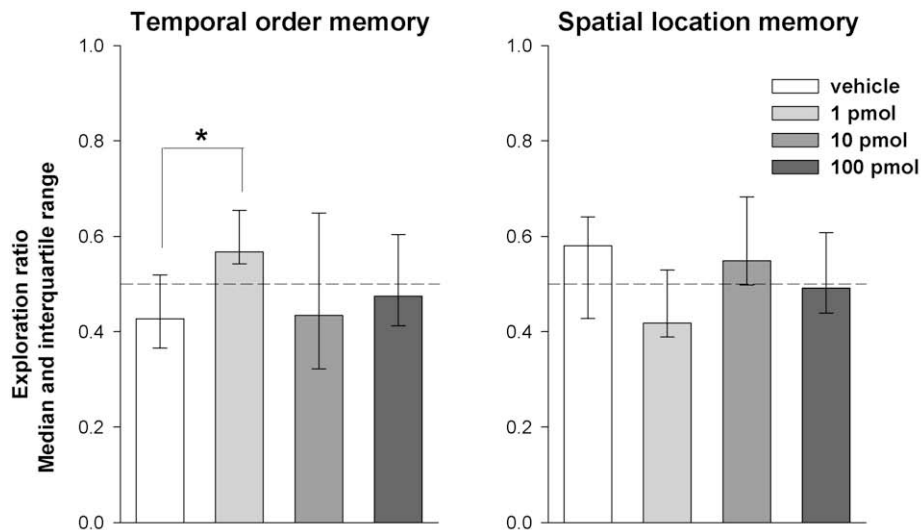 Temporal order memory
Spatial location memory
Exploration ratio
Median and interquartile range
1.0
0.8
0.6
0.4
0.2
0.0
*
1.0
0.8
0.6
0.4
0.2
0.0
vehicle
1 pmol
10 pmol
100 pmol